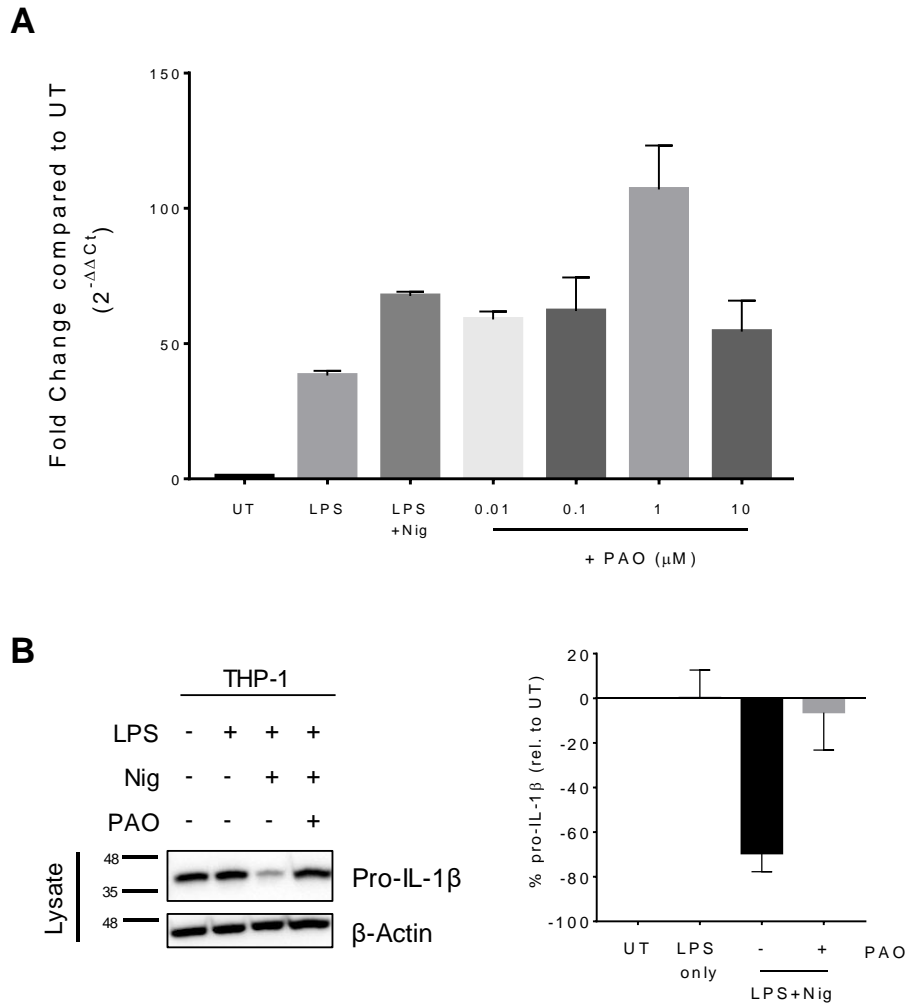 A
Fold Change compared to UT
(2^-ΔΔCt)
150
100
50
0
UT LPS LPS 0.01 0.1 1 10
+Nig
+ PAO (μM)
B
THP-1
LPS - + + +
Nig - - + +
PAO - - - +
Lysate
48
35
Pro-IL-1β
48
β-Actin
% pro-IL-1β (rel. to UT)
20
0
-20
-40
-60
-80
-100
UT LPS - + PAO
only
LPS+Nig